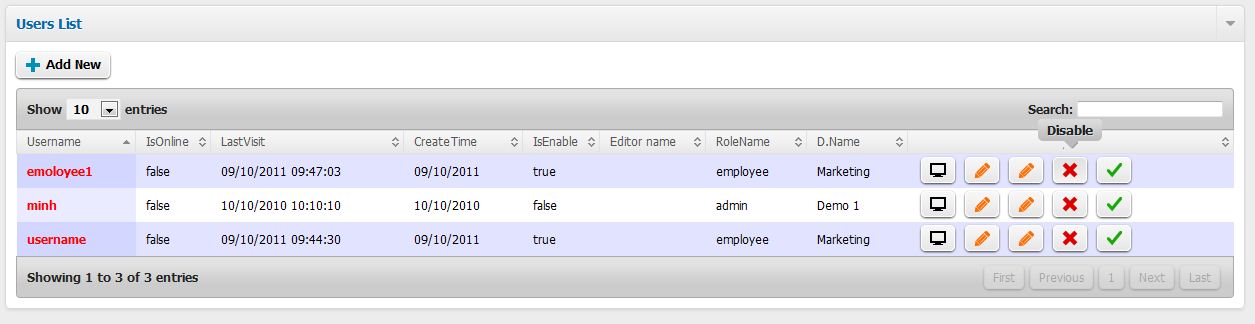 Users List
Add New
Show 10 entries Search:
Disable
Username IsOnline LastVisit CreateTime IsEnable Editor name RoleName D.Name
emoloyee1 false 09/10/2011 09:47:03 09/10/2011 true employee Marketing
minh false 10/10/2010 10:10:10 10/10/2010 false admin Demo 1
username false 09/10/2011 09:44:30 09/10/2011 true employee Marketing
Showing 1 to 3 of 3 entries First Previous 1 Next Last